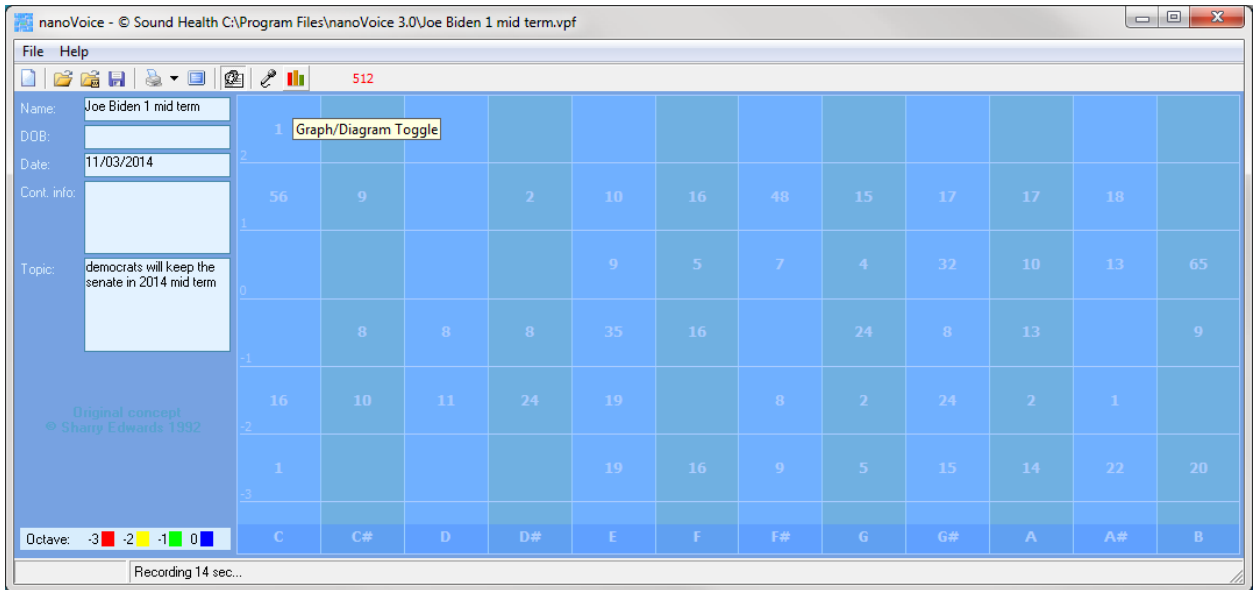 nanoVoice - © Sound Health C:\Program Files\nanoVoice 3.0\Joe Biden 1 mid term.vpf
File Help
512
Name: Joe Biden 1 mid term
DOB:
Date: 11/03/2014
Cont. info:
Topic: democrats will keep the
senate in 2014 mid term
Original concept
© Sharry Edwards 1992
Octave: -3 -2 -1 0
1 Graph/Diagram Toggle
2
56 9 2 10 16 48 15 17 17 18
1
9 5 7 4 32 10 13 65
0
8 8 8 35 16 24 8 13 9
-1
16 10 11 24 19 8 2 24 2 1
-2
1 19 16 9 5 15 14 22 20
-3
C C# D D# E F F# G G# A A# B
Recording 14 sec...